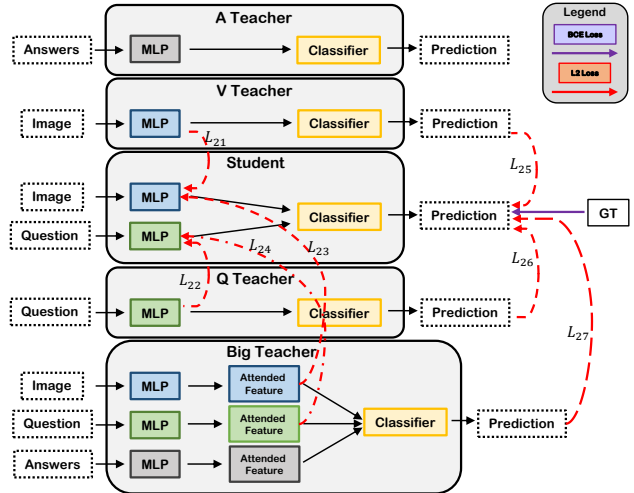 A Teacher
Answers
MLP
Classifier
Prediction
Legend
BCE Loss
L2 Loss
V Teacher
Image
MLP
Classifier
Prediction
L21
L25
Student
Image
MLP
Question
MLP
Classifier
Prediction
GT
L24
L23
L22
L26
Q Teacher
Question
MLP
Classifier
Prediction
L27
Big Teacher
Image
MLP
Attended
Feature
Question
MLP
Attended
Feature
Classifier
Prediction
Answers
MLP
Attended
Feature